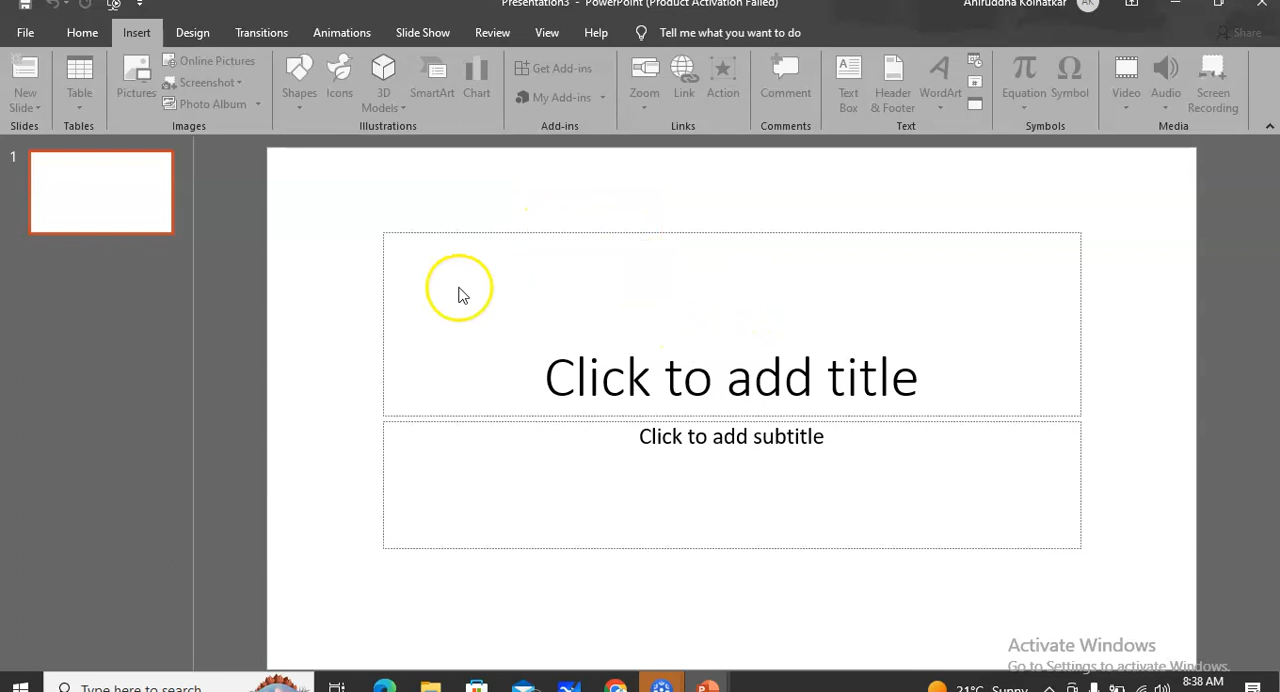 Presentation3 - PowerPoint (Product Activation Failed)
Aniruddha Kolhatkar
AK
File Home Insert Design Transitions Animations Slide Show Review View Help Tell me what you want to do Share
New Slide
Table
Pictures
Online Pictures
Screenshot
Photo Album
Shapes
Icons
3D Models
SmartArt
Chart
Get Add-ins
My Add-ins
Zoom
Link
Action
Comment
Text Box
Header & Footer
WordArt
Equation
Symbol
Video
Audio
Screen Recording
Slides Tables Images Illustrations Add-ins Links Comments Text Symbols Media
1
Click to add title
Click to add subtitle
Activate Windows
Go to Settings to activate Windows.
Type here to search
21°C Sunny
8:38 AM